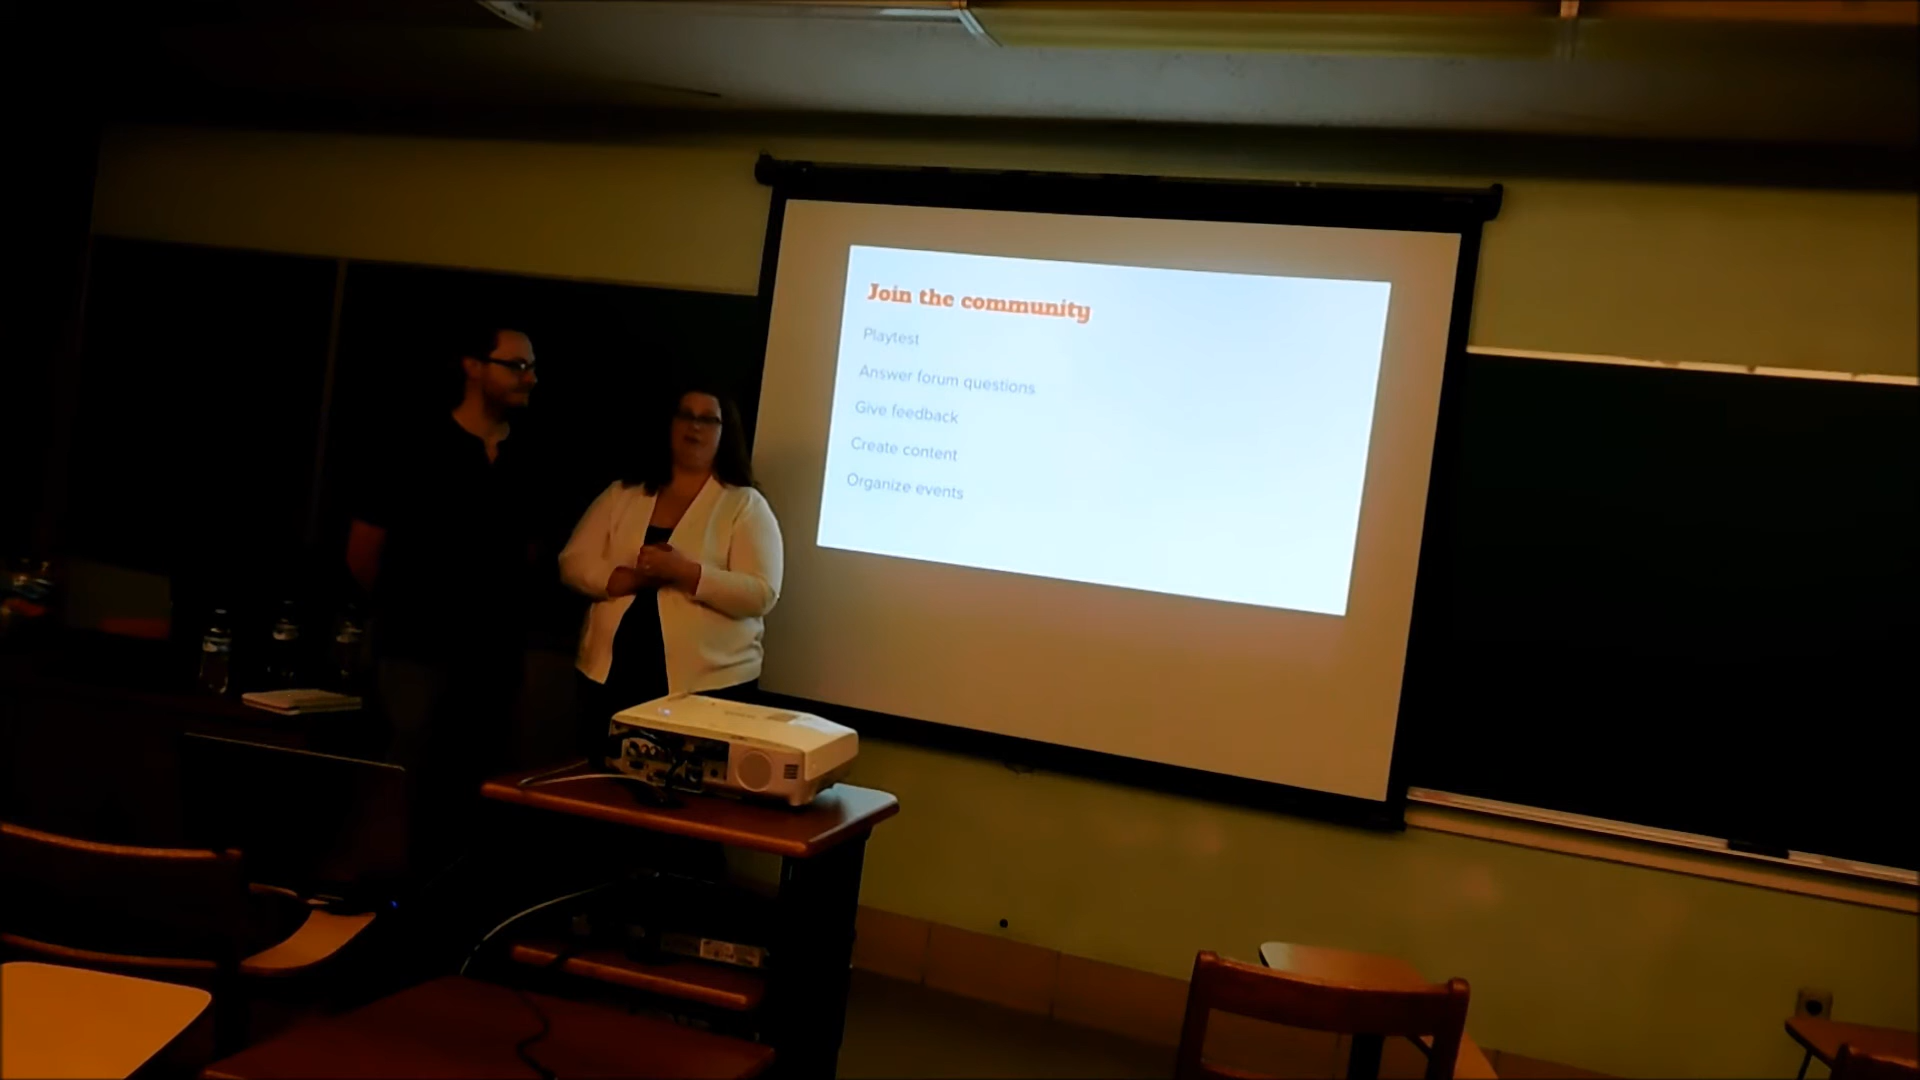 Join the community
Playtest
Answer forum questions
Give feedback
Create content
Organize events